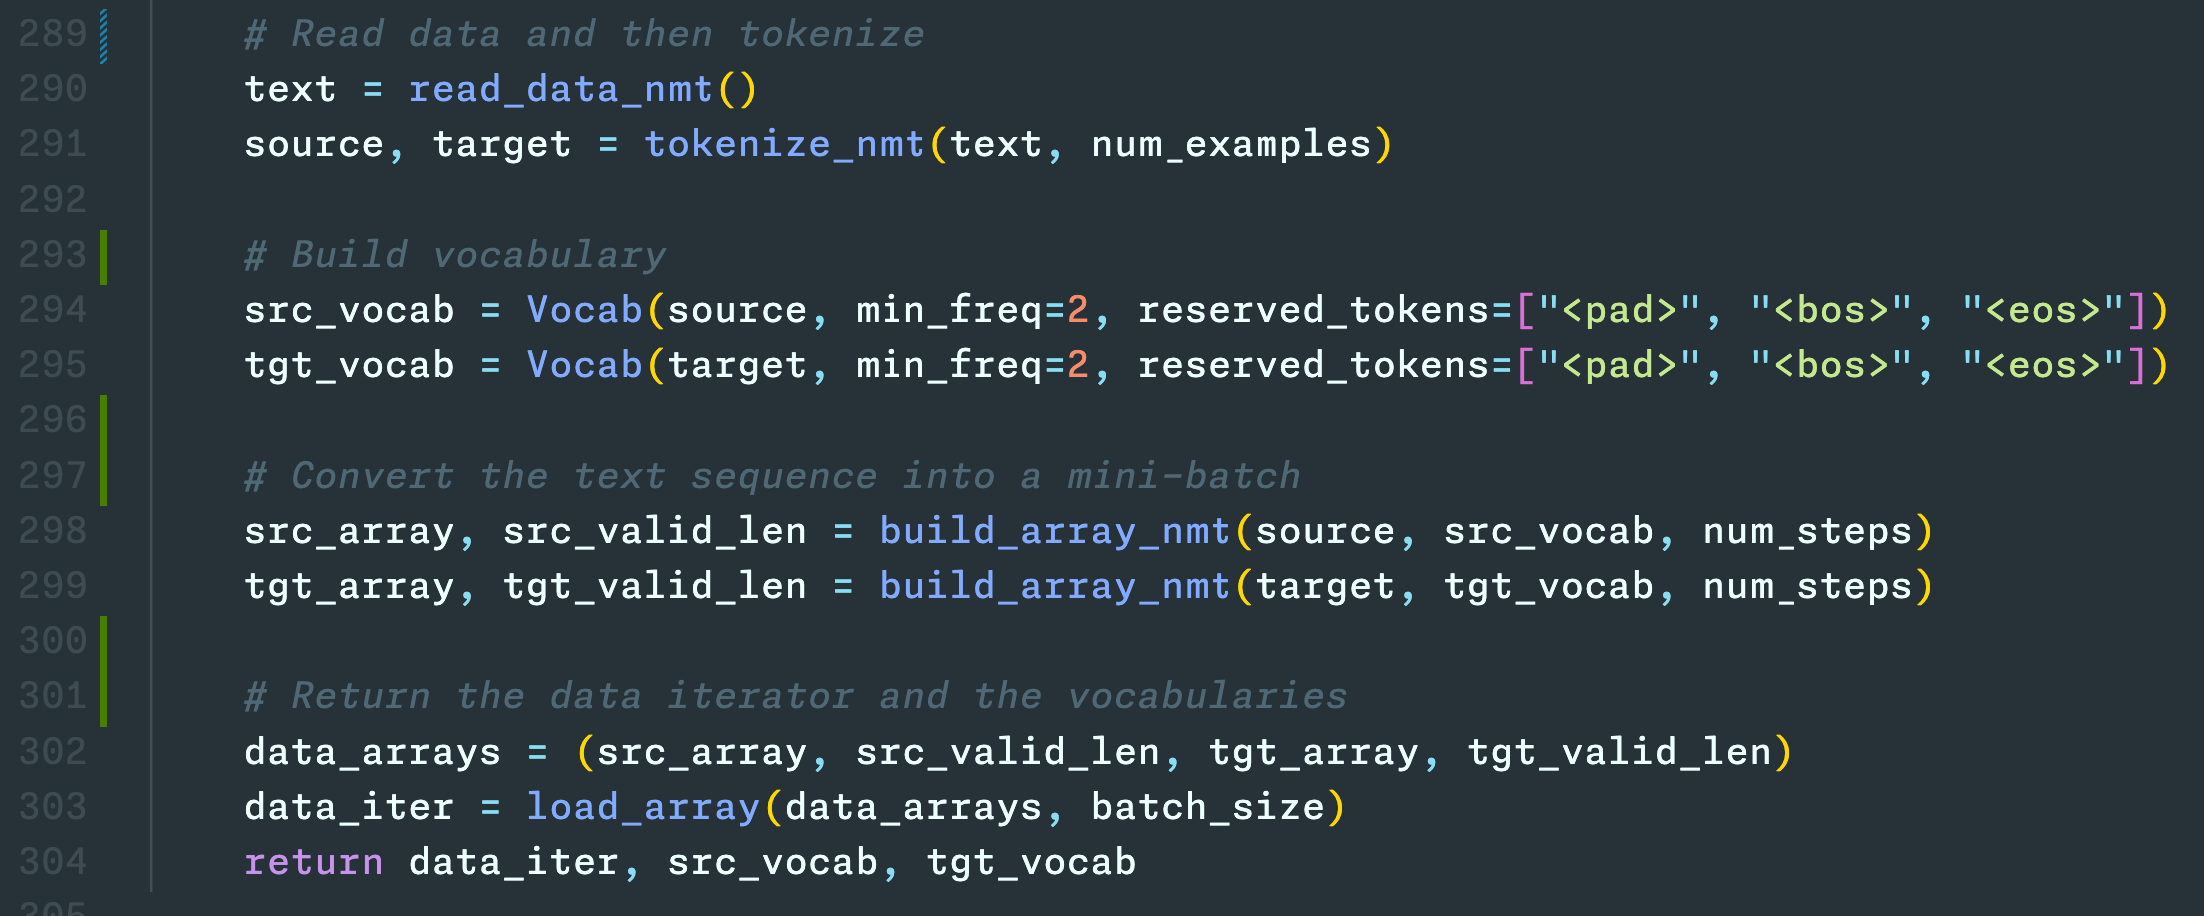 289 # Read data and then tokenize
290 text = read_data_nmt()
291 source, target = tokenize_nmt(text, num_examples)
292
293 # Build vocabulary
294 src_vocab = Vocab(source, min_freq=2, reserved_tokens=["<pad>", "<bos>", "<eos>"])
295 tgt_vocab = Vocab(target, min_freq=2, reserved_tokens=["<pad>", "<bos>", "<eos>"])
296
297 # Convert the text sequence into a mini-batch
298 src_array, src_valid_len = build_array_nmt(source, src_vocab, num_steps)
299 tgt_array, tgt_valid_len = build_array_nmt(target, tgt_vocab, num_steps)
300
301 # Return the data iterator and the vocabularies
302 data_arrays = (src_array, src_valid_len, tgt_array, tgt_valid_len)
303 data_iter = load_array(data_arrays, batch_size)
304 return data_iter, src_vocab, tgt_vocab
305